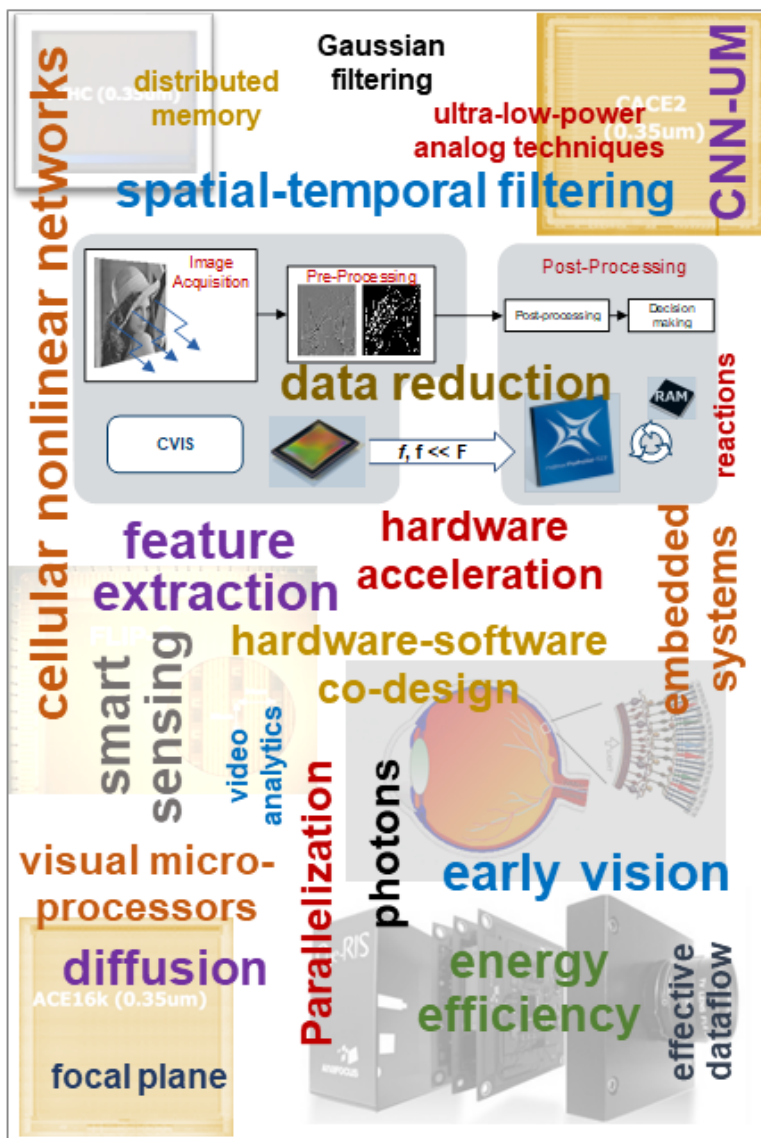 cellular nonlinear networks
(0.35um)
distributed
memory
Gaussian
filtering
ultra-low-power
analog techniques
CACE2
(0.35um)
CNN-UM
spatial-temporal filtering
Image
Acquisition
Pre-Processing
Post-Processing
Post-processing
Decision
making
data reduction
RAM
reactions
CVIS
f, f << F
feature
extraction
hardware
acceleration
embedded
systems
hardware-software
co-design
smart
sensing
video
analytics
Parallelization
photons
early vision
visual micro-
processors
diffusion
ACE16k (0.35um)
focal plane
energy
efficiency
effective
dataflow
ANAFOCUS